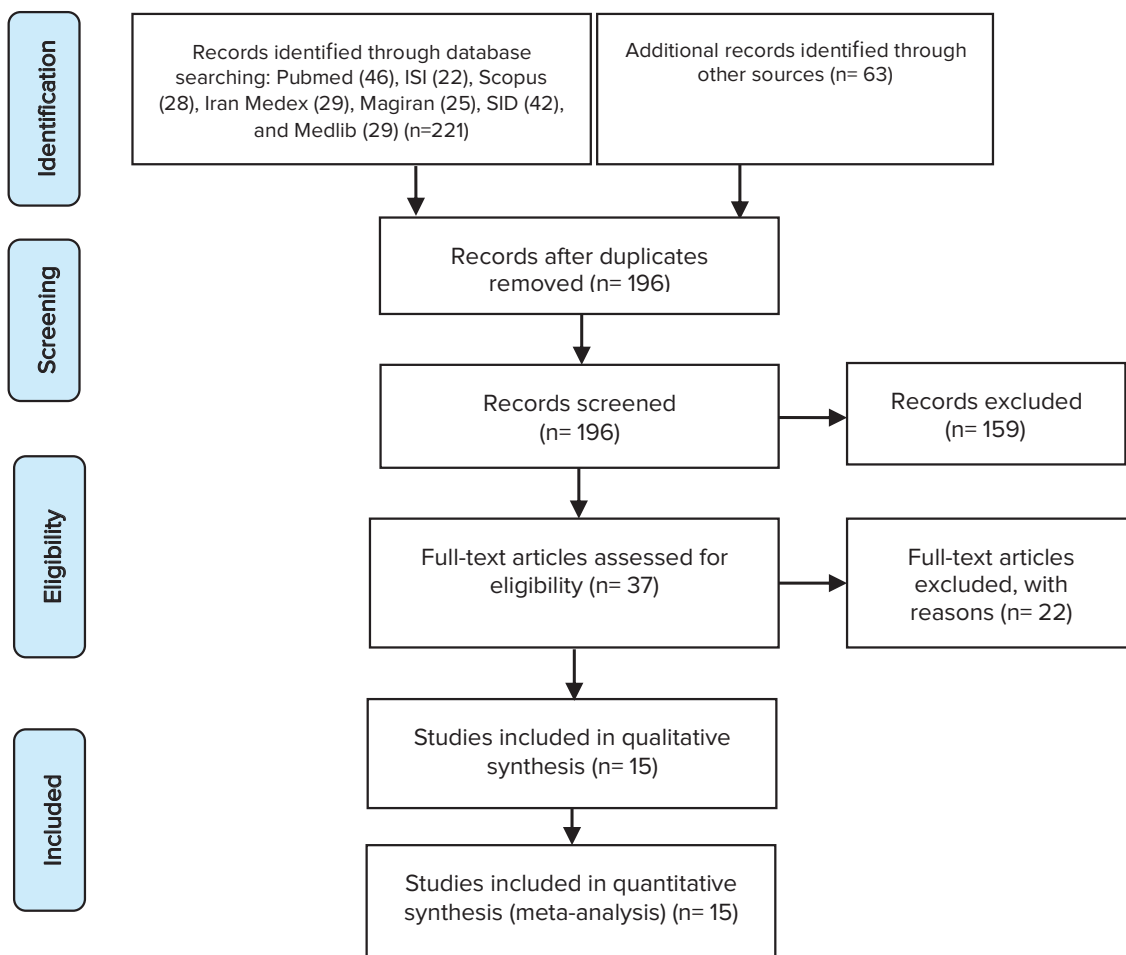 Identification
Records identified through database
searching: Pubmed (46), ISI (22), Scopus
(28), Iran Medex (29), Magiran (25), SID (42),
and Medlib (29) (n=221)
Additional records identified through
other sources (n= 63)
Screening
Records after duplicates
removed (n= 196)
Records screened
(n= 196)
Records excluded
(n= 159)
Eligibility
Full-text articles assessed for
eligibility (n= 37)
Full-text articles
excluded, with
reasons (n= 22)
Included
Studies included in qualitative
synthesis (n= 15)
Studies included in quantitative
synthesis (meta-analysis) (n= 15)